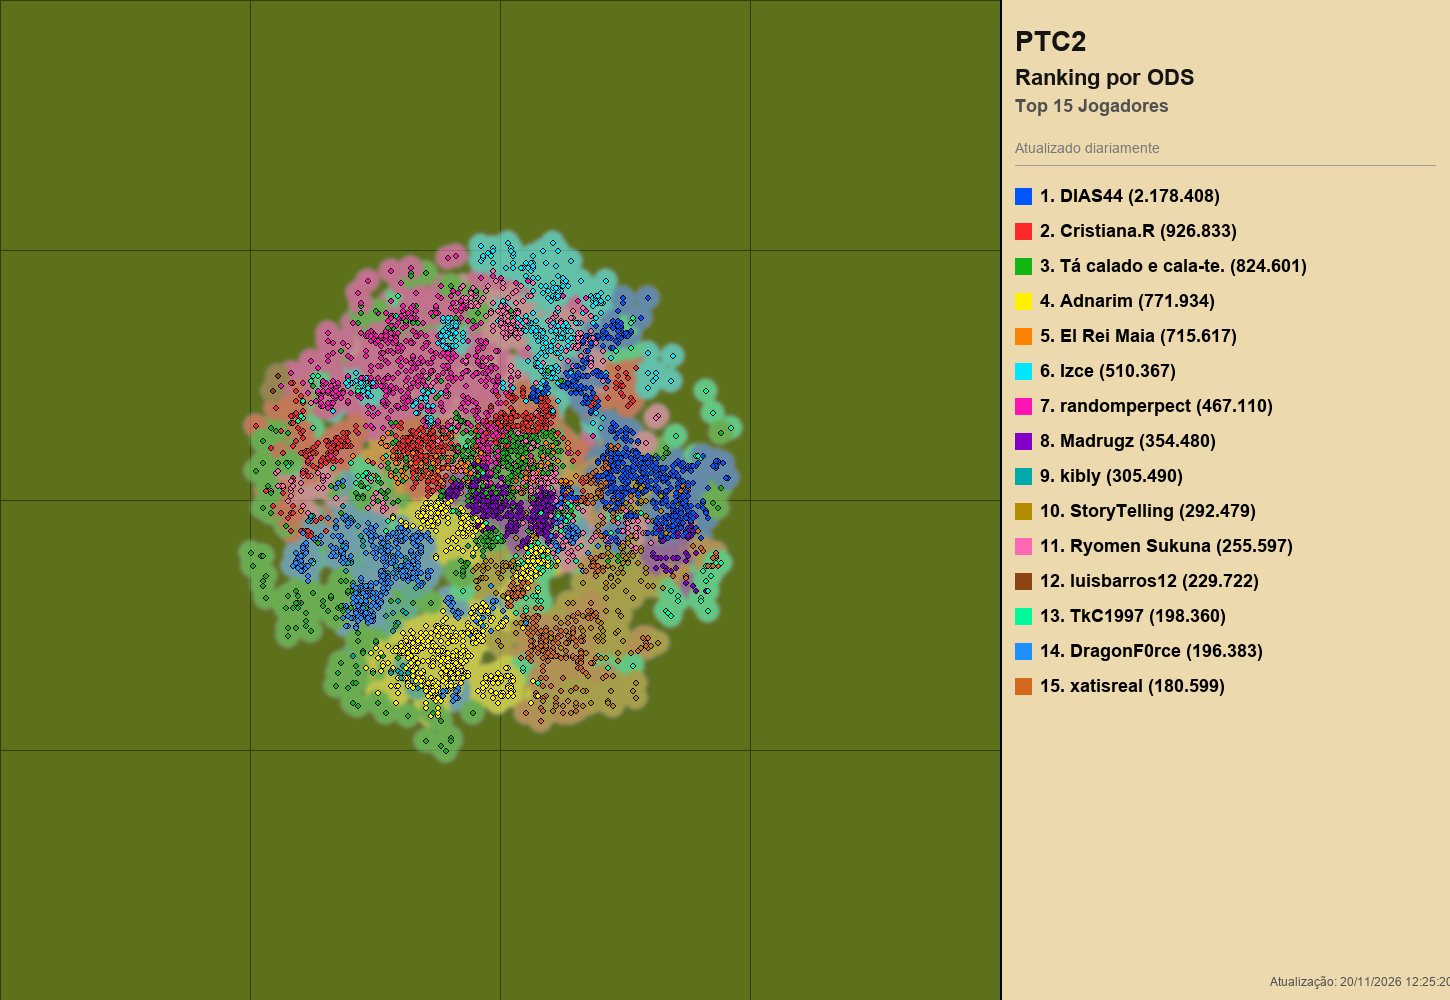 PTC2
Ranking por ODS
Top 15 Jogadores
Atualizado diariamente
1. DIAS44 (2.178.408)
2. Cristiana.R (926.833)
3. Tá calado e cala-te. (824.601)
4. Adnarim (771.934)
5. El Rei Maia (715.617)
6. Izce (510.367)
7. randomperpect (467.110)
8. Madrugz (354.480)
9. kibly (305.490)
10. StoryTelling (292.479)
11. Ryomen Sukuna (255.597)
12. luisbarros12 (229.722)
13. TkC1997 (198.360)
14. DragonF0rce (196.383)
15. xatisreal (180.599)
Atualização: 20/11/2026 12:25:20